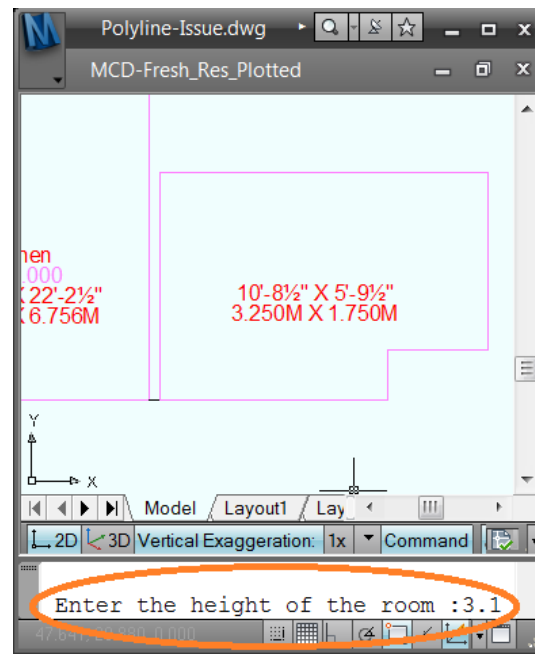 Polyline-Issue.dwg
MCD-Fresh_Res_Plotted
.000
22'-2½"
6.756M
10'-8½" X 5'-9½"
3.250M X 1.750M
Y
X
Model Layout1 Lay
2D 3D Vertical Exaggeration: 1x Command
Enter the height of the room :3.1